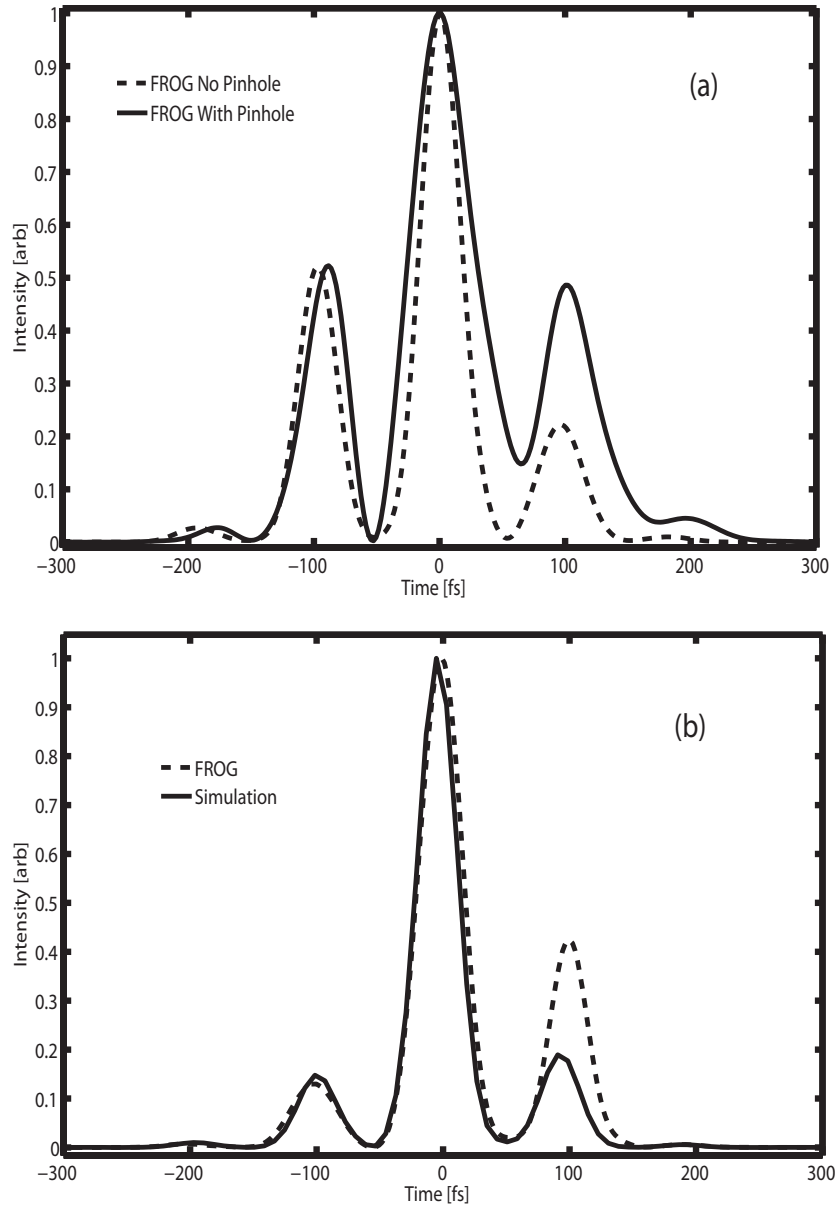 1
0.9
0.8
0.7
0.6
0.5
0.4
0.3
0.2
0.1
0
Intensity [arb]
FROG No Pinhole
FROG With Pinhole
(a)
−300 −200 −100 0 100 200 300
Time [fs]
1
0.9
0.8
0.7
0.6
0.5
0.4
0.3
0.2
0.1
0
Intensity [arb]
FROG
Simulation
(b)
−300 −200 −100 0 100 200 300
Time [fs]